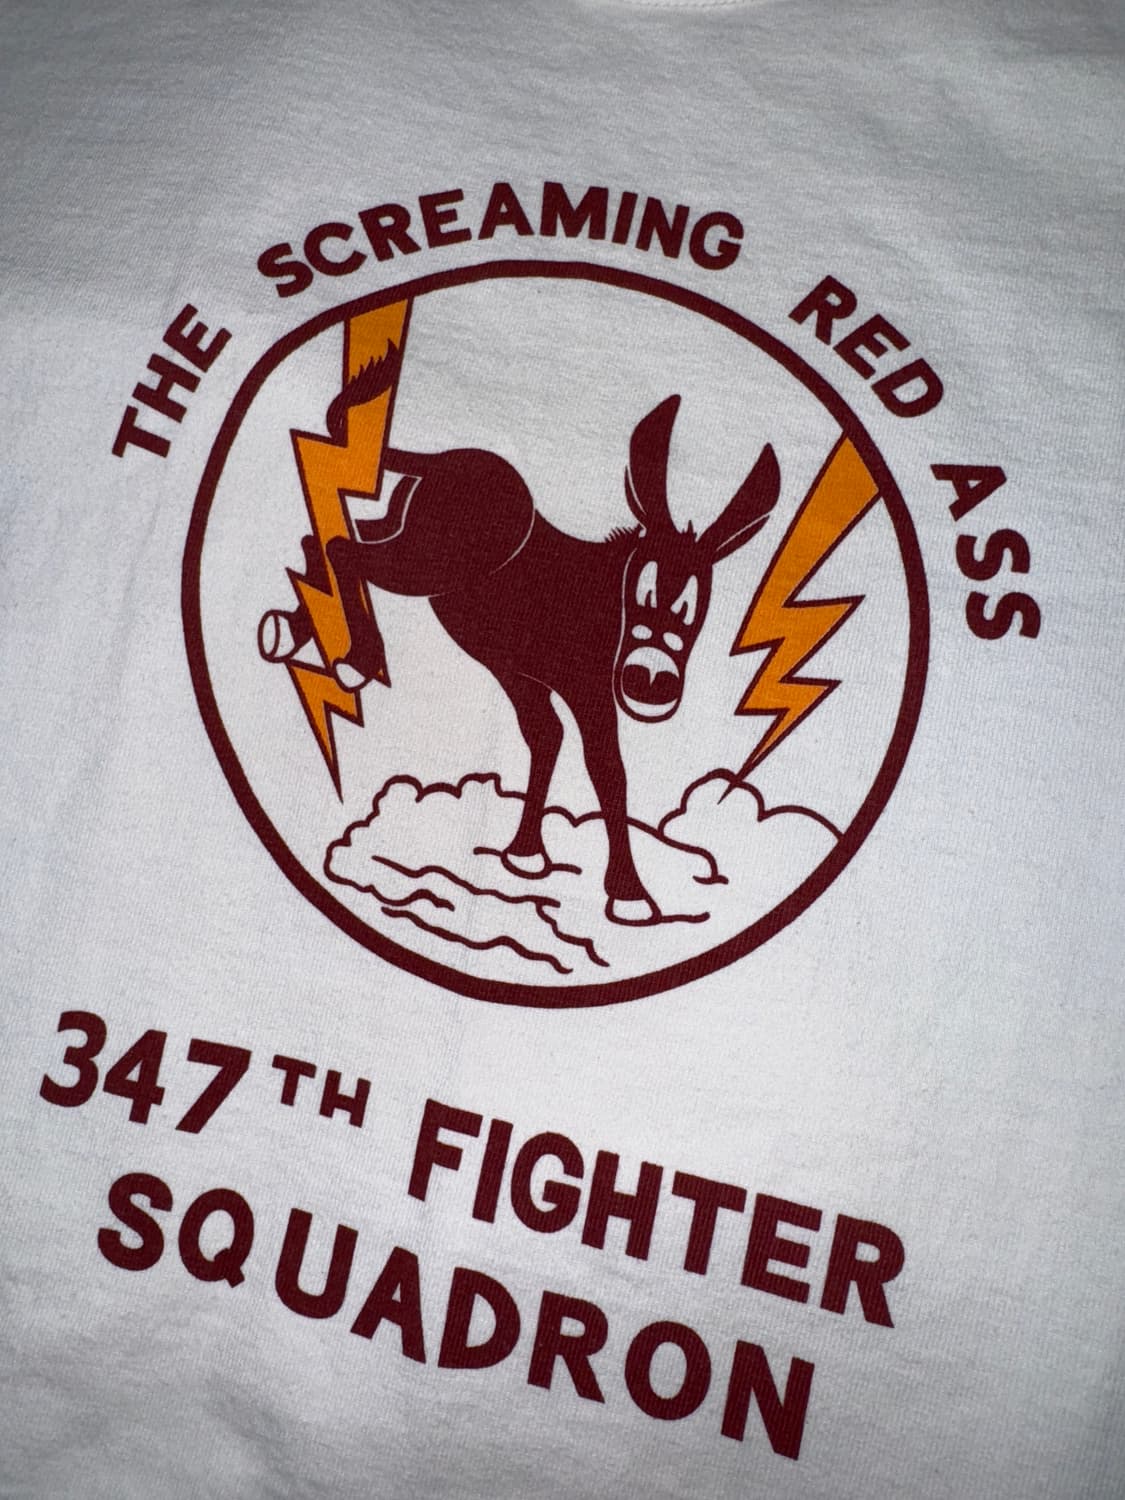 THE SCREAMING RED ASS
347TH FIGHTER
SQUADRON